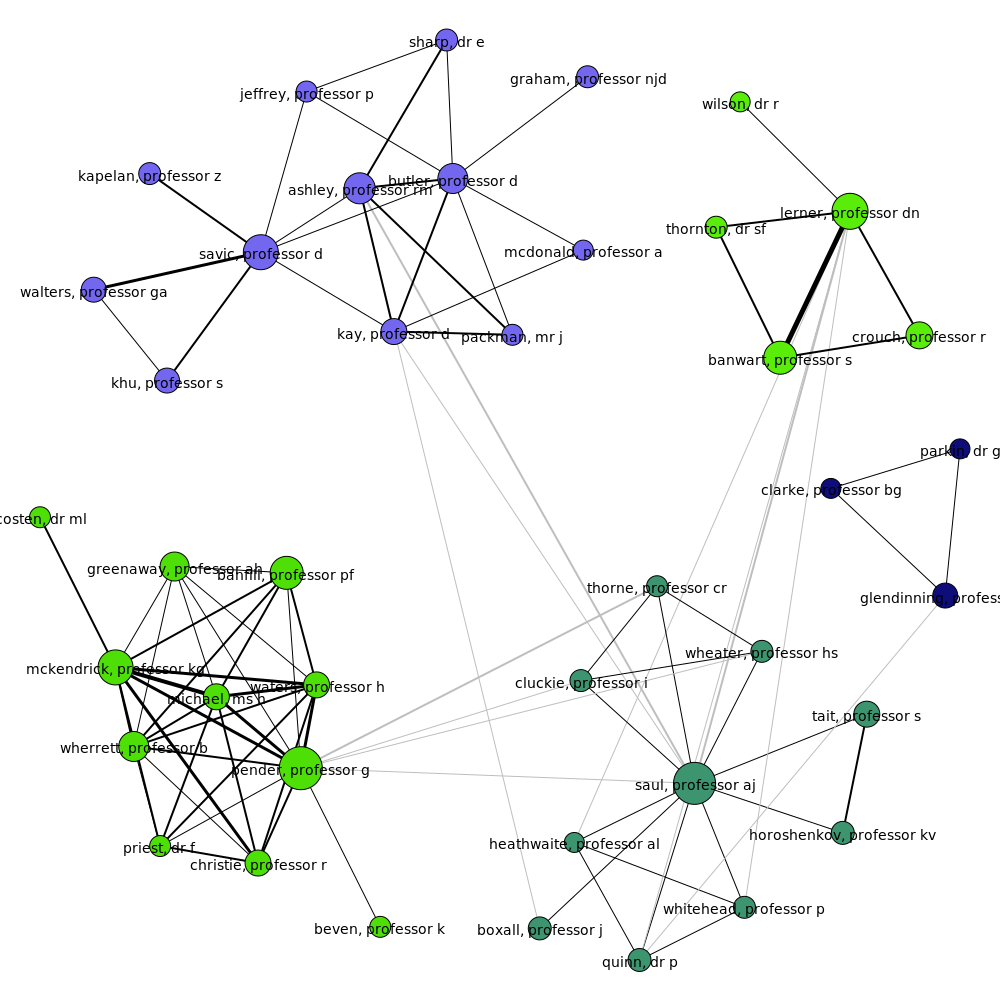 sharp, dr e
graham, professor njd
jeffrey, professor p
wilson, dr r
kapelan, professor z
butler, professor d
ashley, professor rm
lerner, professor dn
thornton, dr sf
savic, professor d
mcdonald, professor a
walters, professor ga
kay, professor d
packman, mr j
crouch, professor r
banwart, professor s
khu, professor s
parkin, dr g
clarke, professor bg
costen, dr ml
greenaway, professor ah
banfill, professor pf
thorne, professor cr
glendinning, profess
wheater, professor hs
mckendrick, professor kg
cluckie, professor i
waters, professor h
michael, ms h
tait, professor s
wherrett, professor b
pender, professor g
saul, professor aj
horoshenkov, professor kv
heathwaite, professor al
priest, dr f
christie, professor r
whitehead, professor p
beven, professor k
boxall, professor j
quinn, dr p